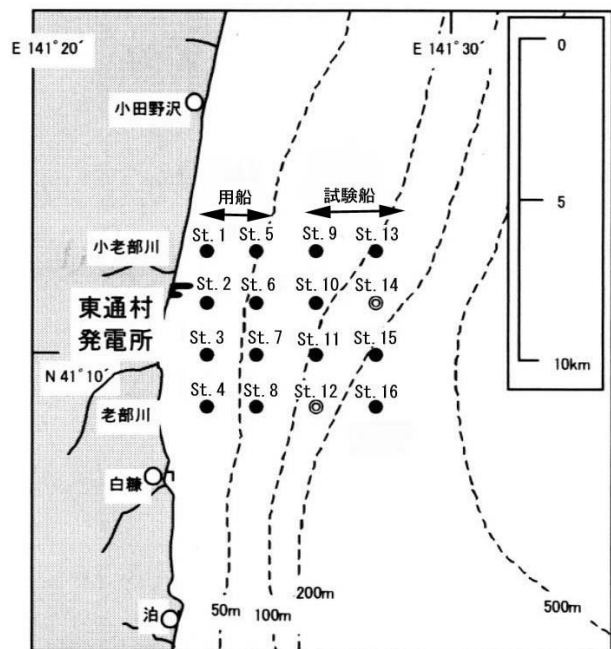 E 141°20′
E 141°30′
0
小田野沢
用船
試験船
5
St. 1
St. 5
St. 9
St. 13
小老部川
St. 2
St. 6
St. 10
St. 14
東通村
発電所
St. 3
St. 7
St. 11
St. 15
10km
N 41°10′
St. 4
St. 8
St. 12
St. 16
老部川
白糠
200m
50m
100m
500m
泊